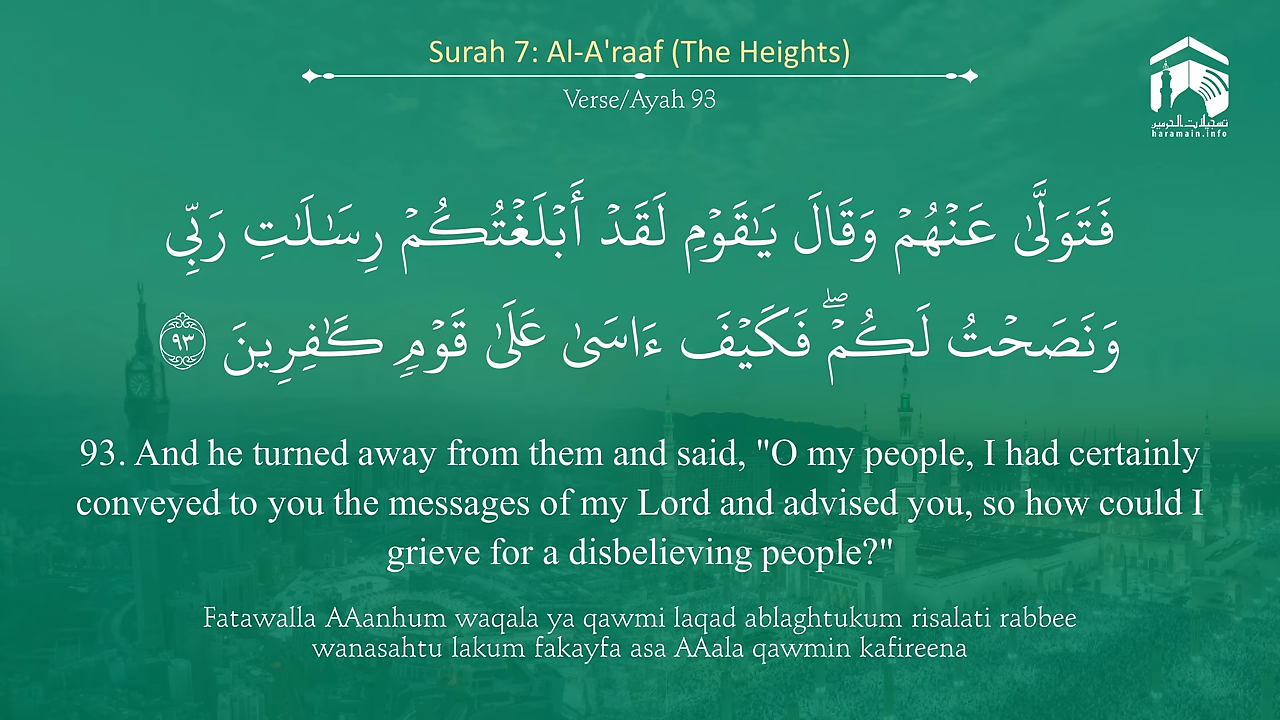 Surah 7: Al-A'raaf (The Heights)
Verse/Ayah 93
تسجيلات الحرمين
haramain.info
فَتَوَلَّىٰ عَنْهُمْ وَقَالَ يَـٰقَوْمِ لَقَدْ أَبْلَغْتُكُمْ رِسَـٰلَـٰتِ رَبِّى
وَنَصَحْتُ لَكُمْ ۖ فَكَيْفَ ءَاسَىٰ عَلَىٰ قَوْمٍ كَـٰفِرِينَ ٩٣
93. And he turned away from them and said, "O my people, I had certainly
conveyed to you the messages of my Lord and advised you, so how could I
grieve for a disbelieving people?"
Fatawalla AAanhum waqala ya qawmi laqad ablaghtukum risalati rabbee
wanasahtu lakum fakayfa asa AAala qawmin kafireena